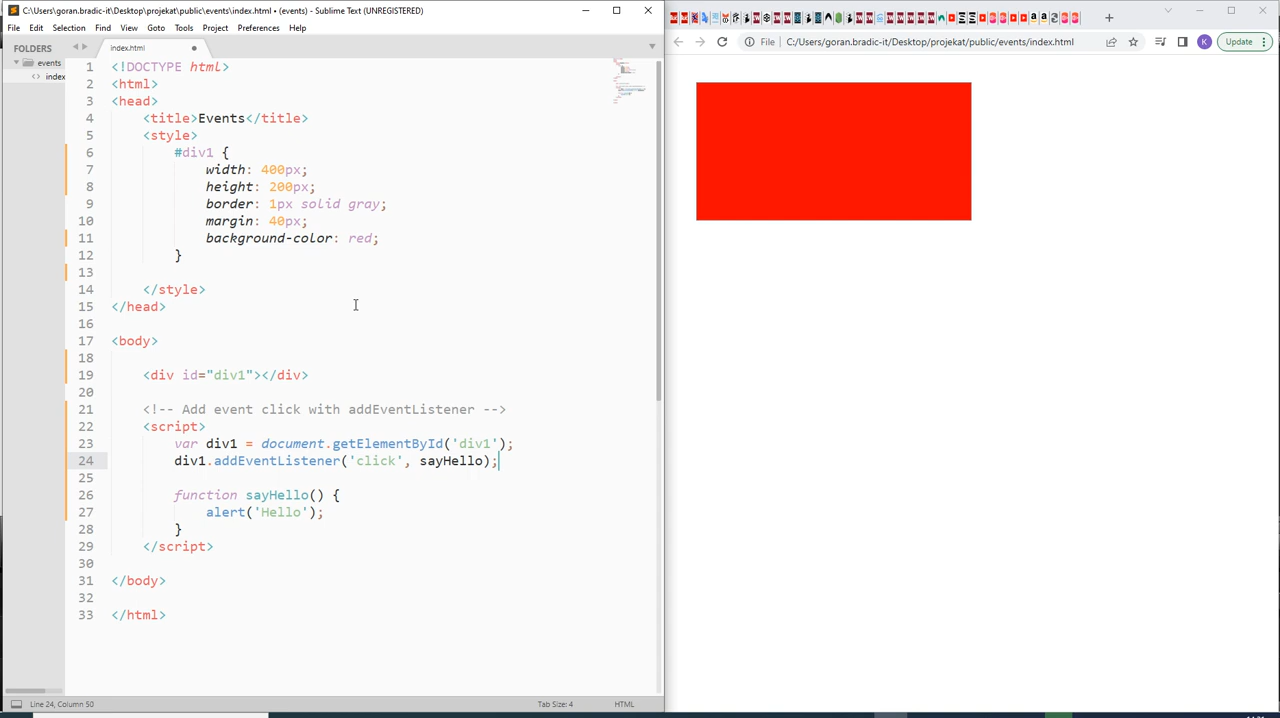 C:\Users\goran.bradic-it\Desktop\projekat\public\events\index.html • (events) - Sublime Text (UNREGISTERED)
File Edit Selection Find View Goto Tools Project Preferences Help
FOLDERS
events
index
index.html
1 <!DOCTYPE html>
2 <html>
3 <head>
4 <title>Events</title>
5 <style>
6 #div1 {
7 width: 400px;
8 height: 200px;
9 border: 1px solid gray;
10 margin: 40px;
11 background-color: red;
12 }
13
14 </style>
15 </head>
16
17 <body>
18
19 <div id="div1"></div>
20
21 <!-- Add event click with addEventListener -->
22 <script>
23 var div1 = document.getElementById('div1');
24 div1.addEventListener('click', sayHello);
25
26 function sayHello() {
27 alert('Hello');
28 }
29 </script>
30
31 </body>
32
33 </html>
Line 24, Column 50
Tab Size: 4
HTML
File
C:/Users/goran.bradic-it/Desktop/projekat/public/events/index.html
K
Update